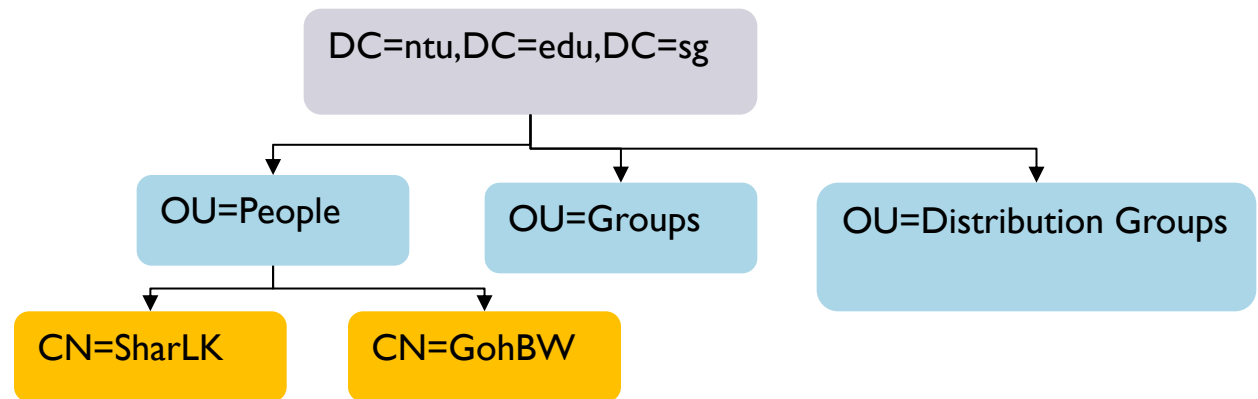 DC=ntu,DC=edu,DC=sg
OU=People
OU=Groups
OU=Distribution Groups
CN=SharLK
CN=GohBW